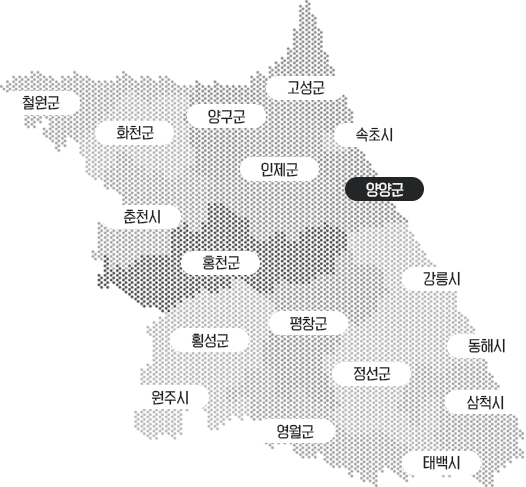 고성군
철원군
양구군
화천군
속초시
인제군
양양군
춘천시
홍천군
강릉시
평창군
횡성군
동해시
정선군
원주시
삼척시
영월군
태백시